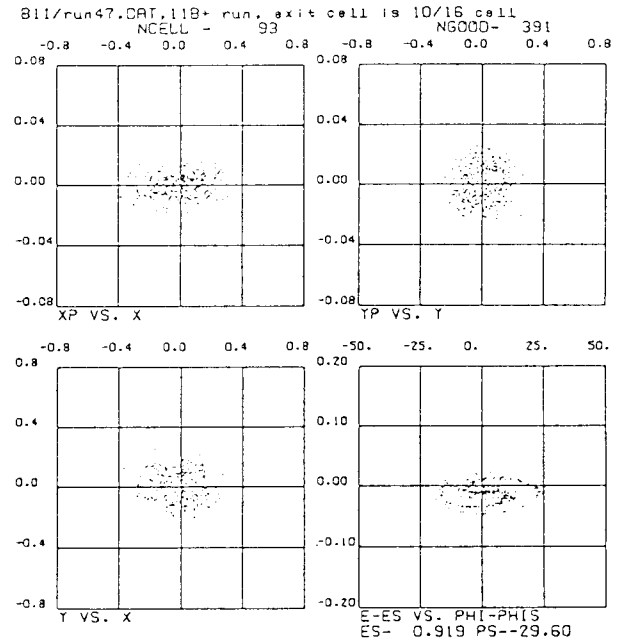 B11/run47.DAT,11B+ run, exit cell is 10/16 cell
NCELL - 93 NGOOD- 391
-0.8 -0.4 0.0 0.4 0.8 -0.8 -0.4 0.0 0.4 0.8
0.08 0.08
0.04 0.04
0.00 0.00
-0.04 -0.04
-0.08 -0.08
XP VS. X YP VS. Y
-0.8 -0.4 0.0 0.4 0.8 -50. -25. 0.0 25. 50.
0.8 0.20
0.4 0.10
0.0 0.00
-0.4 -0.10
-0.8 -0.20
Y VS. X E-ES VS. PHI-PHIS
ES- 0.919 PS--29.60